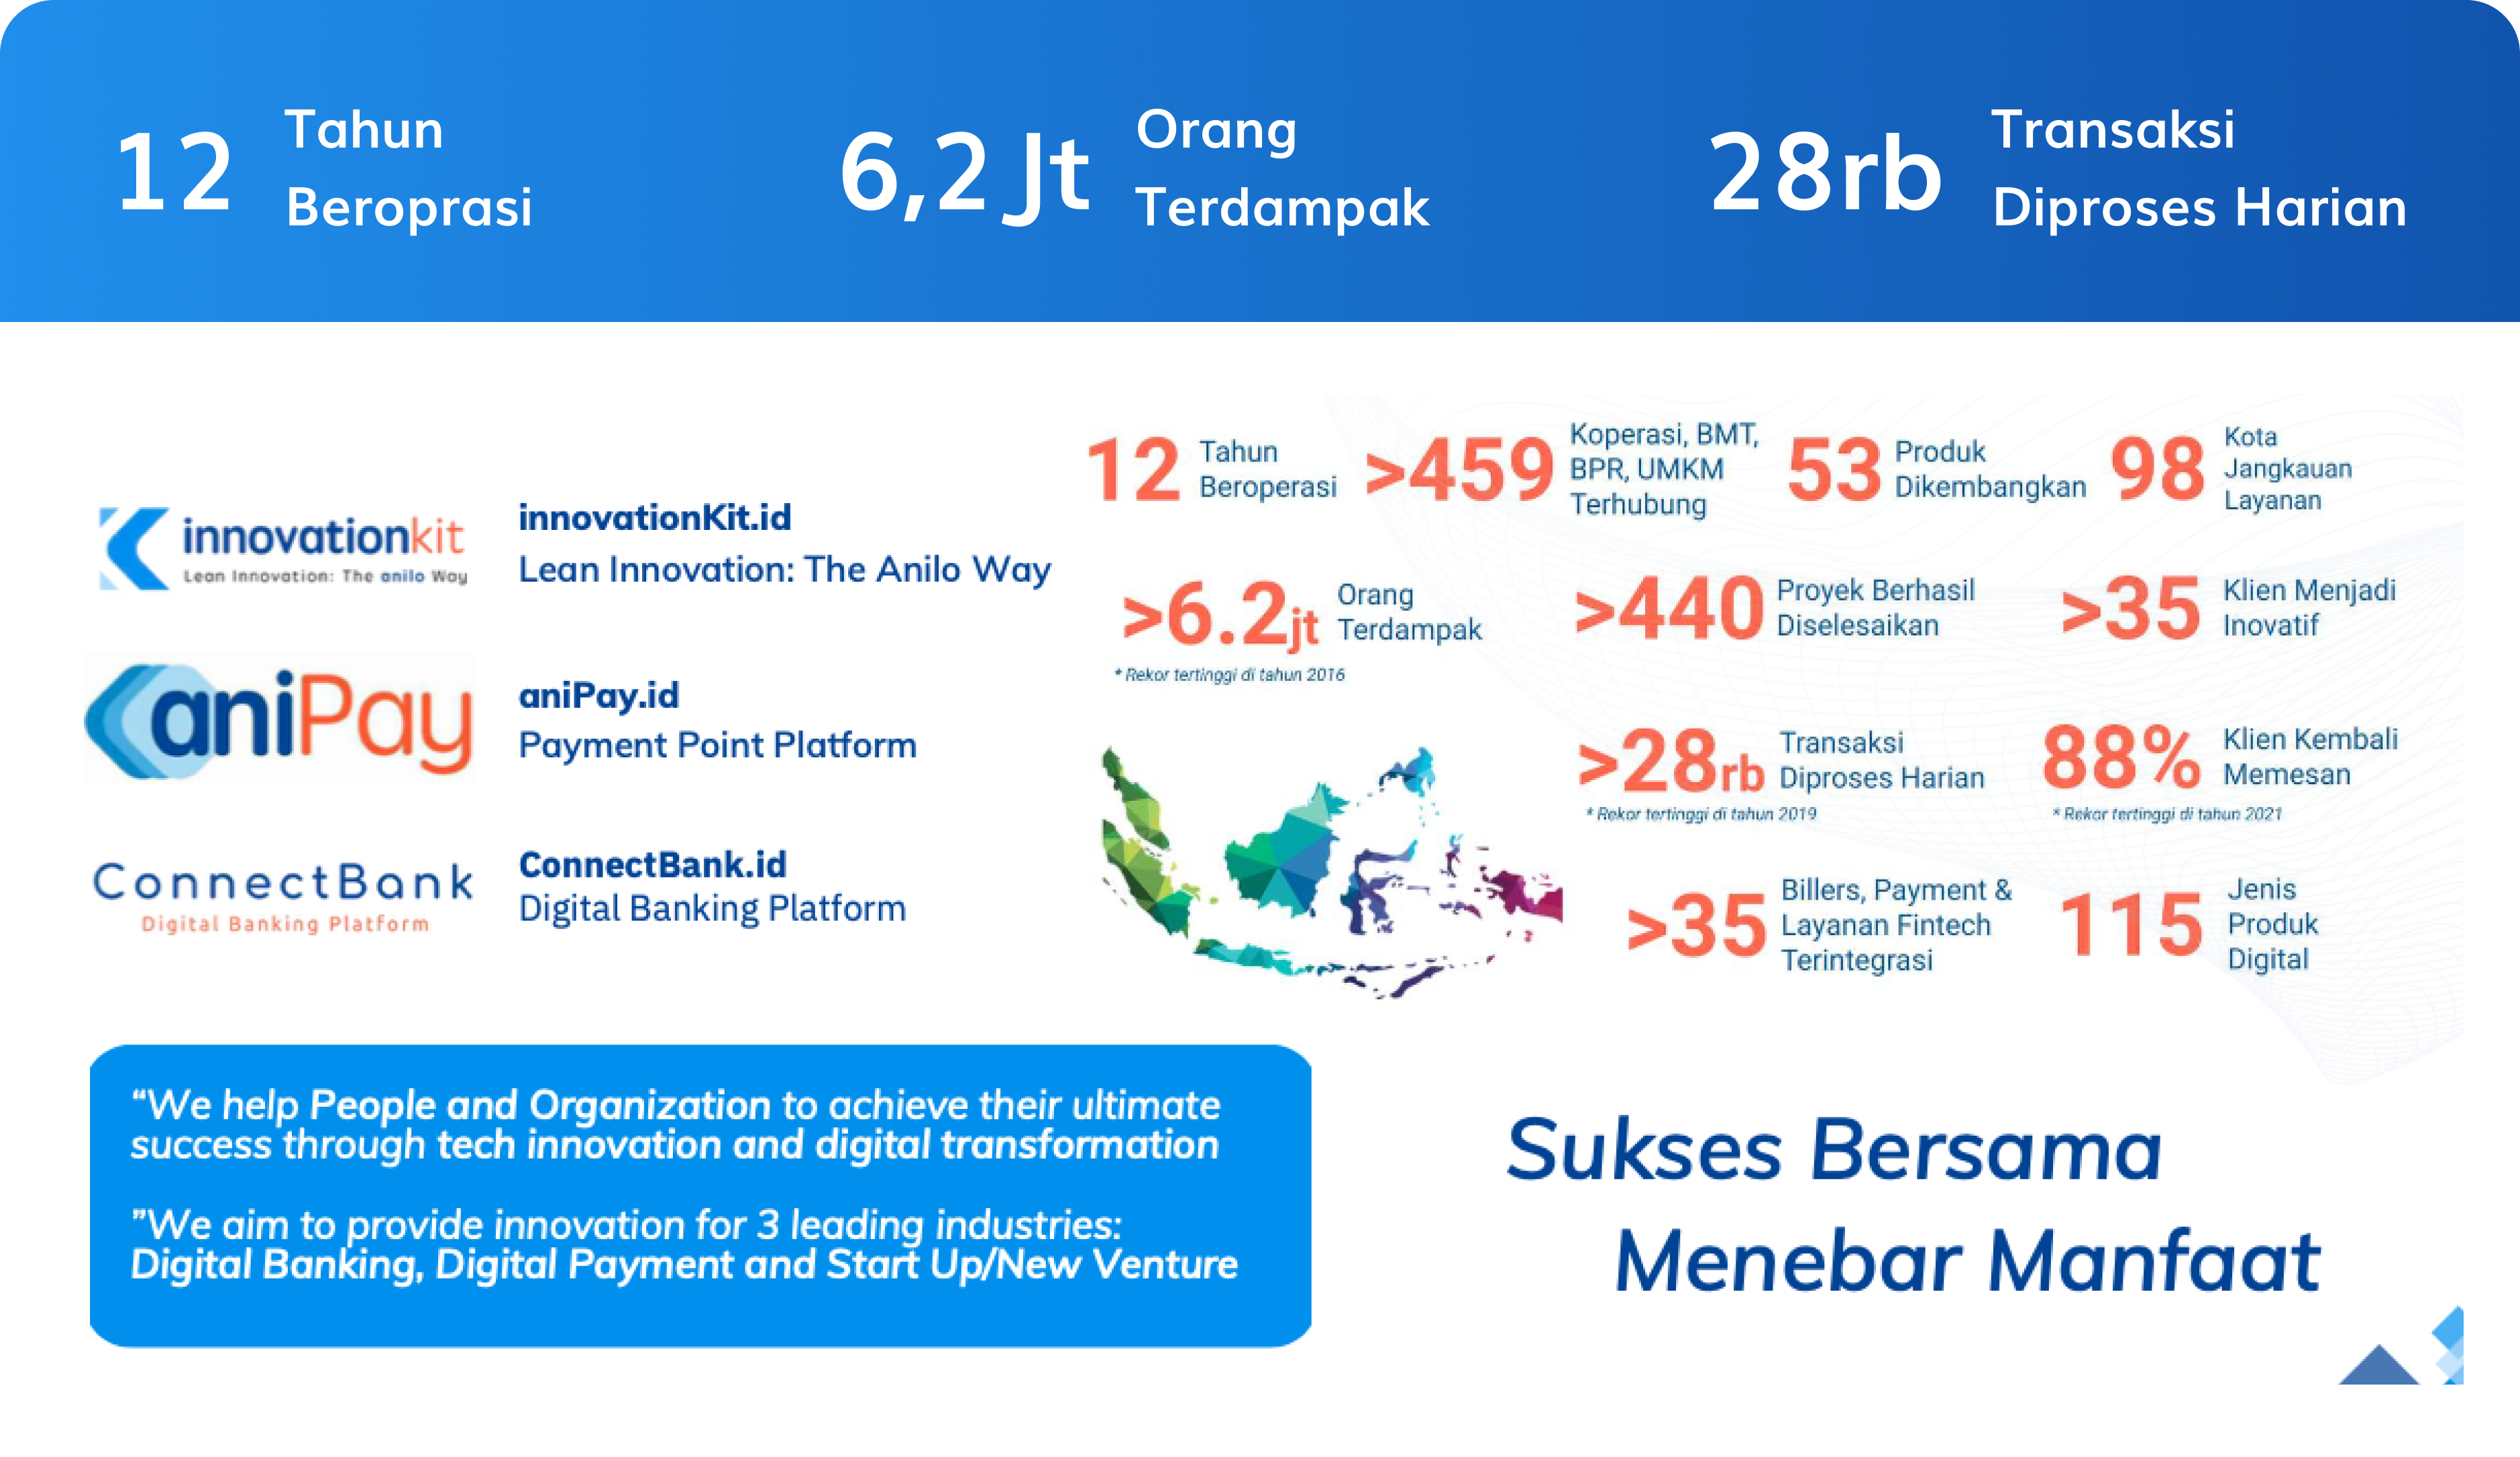 12
Tahun
Beroprasi
6,2 Jt
Orang
Terdampak
28rb
Transaksi
Diproses Harian
innovationkit
Lean Innovation: The anilo Way
innovationKit.id
Lean Innovation: The Anilo Way
aniPay
aniPay.id
Payment Point Platform
ConnectBank
Digital Banking Platform
ConnectBank.id
Digital Banking Platform
12
Tahun
Beroperasi
>459
Koperasi, BMT,
BPR, UMKM
Terhubung
53
Produk
Dikembangkan
98
Kota
Jangkauan
Layanan
>6.2jt
Orang
Terdampak
* Rekor tertinggi di tahun 2016
>440
Proyek Berhasil
Diselesaikan
>35
Klien Menjadi
Inovatif
>28rb
Transaksi
Diproses Harian
* Rekor tertinggi di tahun 2019
88%
Klien Kembali
Memesan
* Rekor tertinggi di tahun 2021
>35
Billers, Payment &
Layanan Fintech
Terintegrasi
115
Jenis
Produk
Digital
“We help People and Organization to achieve their ultimate
success through tech innovation and digital transformation
”We aim to provide innovation for 3 leading industries:
Digital Banking, Digital Payment and Start Up/New Venture
Sukses Bersama
Menebar Manfaat